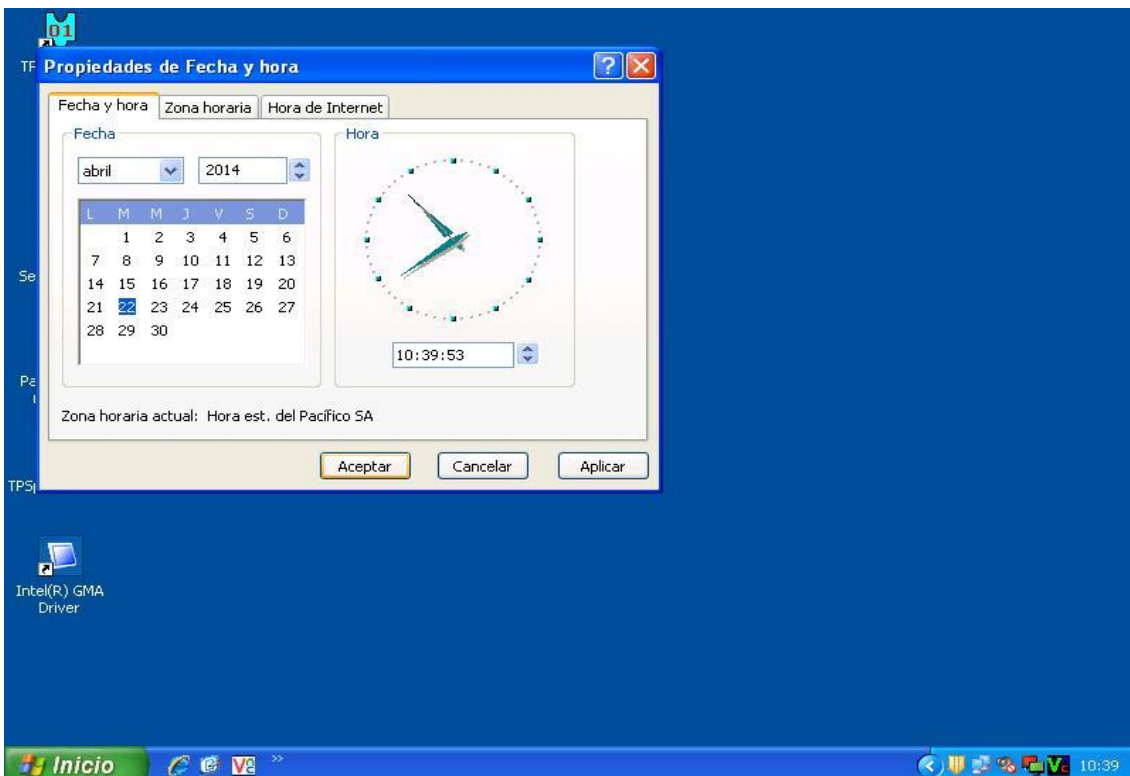 01
TF
Propiedades de Fecha y hora
Fecha y hora
Zona horaria
Hora de Internet
Fecha
abril
2014
L M M J V S D
1 2 3 4 5 6
7 8 9 10 11 12 13
14 15 16 17 18 19 20
21 22 23 24 25 26 27
28 29 30
Hora
10:39:53
Zona horaria actual: Hora est. del Pacífico SA
Aceptar
Cancelar
Aplicar
Se
Pa
Intel(R) GMA
Driver
Inicio
10:39